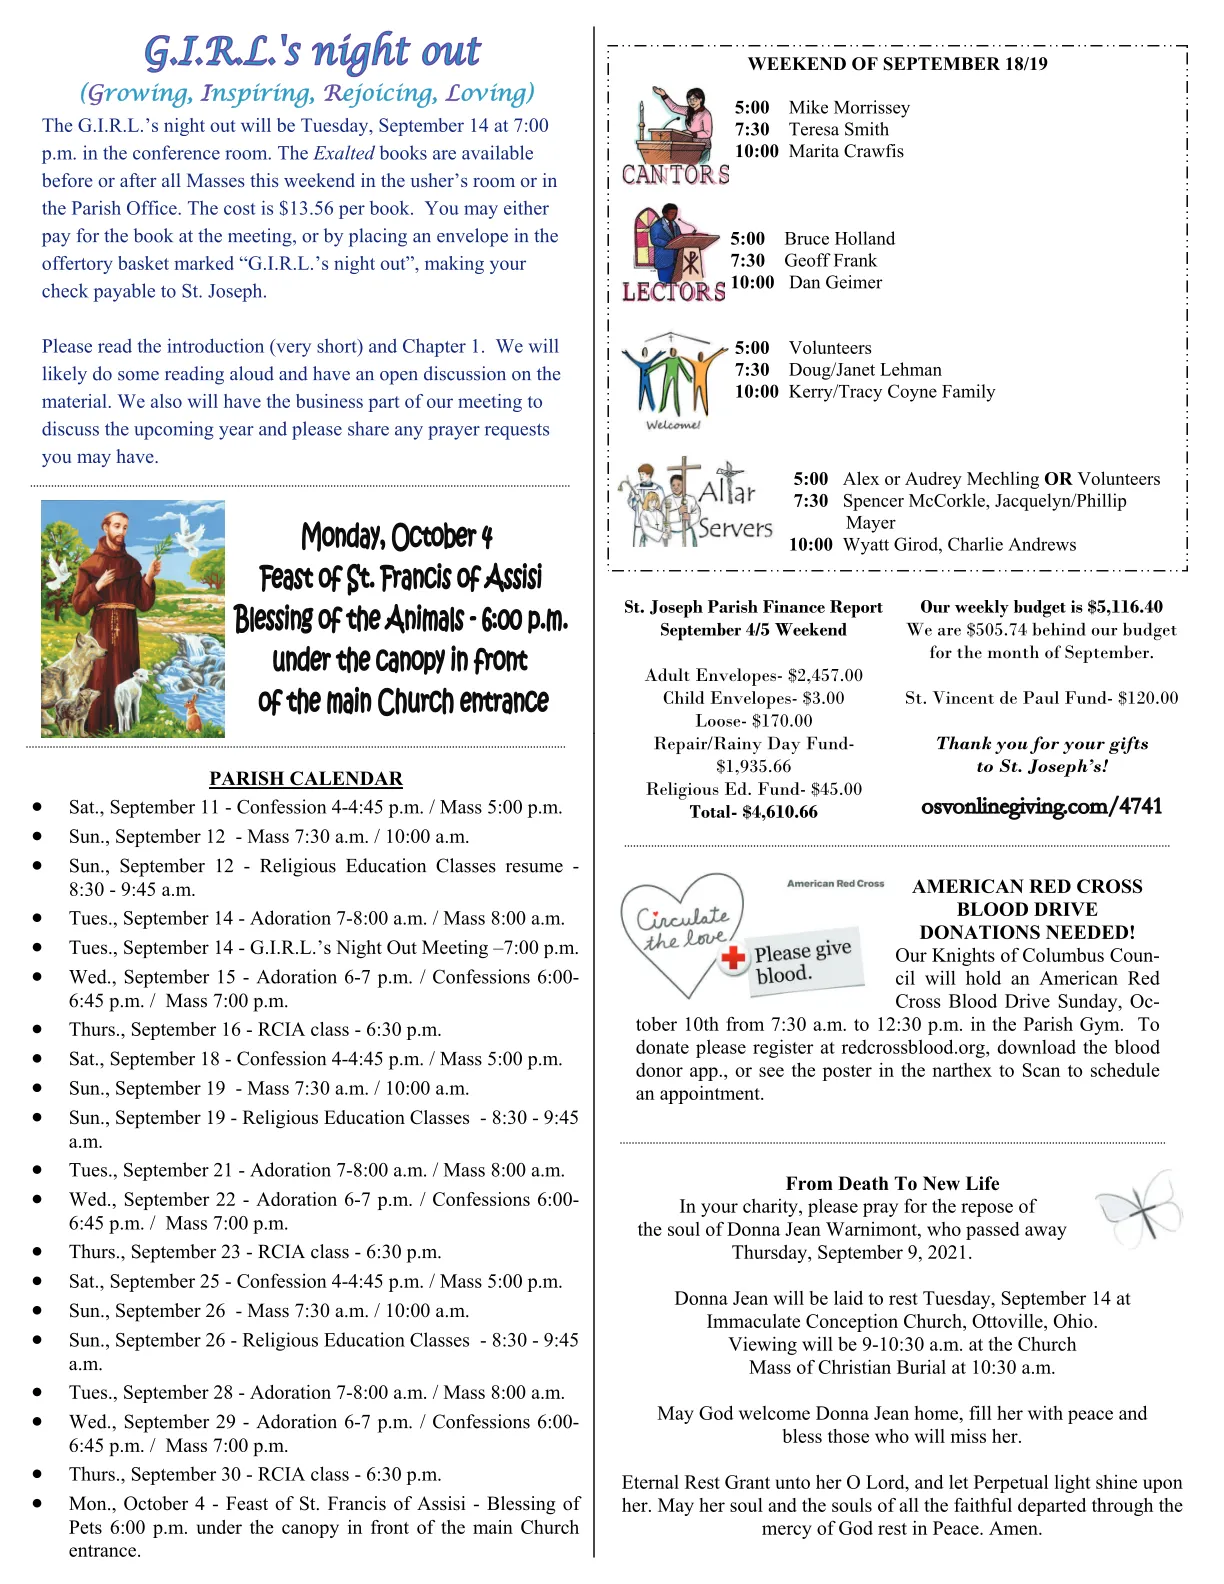 G.I.R.L.'s night out
(Growing, Inspiring, Rejoicing, Loving)
The G.I.R.L.’s night out will be Tuesday, September 14 at 7:00
p.m. in the conference room. The Exalted books are available
before or after all Masses this weekend in the usher’s room or in
the Parish Office. The cost is $13.56 per book.  You may either
pay for the book at the meeting, or by placing an envelope in the
offertory basket marked “G.I.R.L.’s night out”, making your
check payable to St. Joseph.
Please read the introduction (very short) and Chapter 1.  We will
likely do some reading aloud and have an open discussion on the
material. We also will have the business part of our meeting to
discuss the upcoming year and please share any prayer requests
you may have.
Monday, October 4
Feast of St. Francis of Assisi
Blessing of the Animals - 6:00 p.m.
under the canopy in front
of the main Church entrance
PARISH CALENDAR
• Sat., September 11 - Confession 4-4:45 p.m. / Mass 5:00 p.m.
• Sun., September 12  - Mass 7:30 a.m. / 10:00 a.m.
• Sun., September 12 - Religious Education Classes resume -
8:30 - 9:45 a.m.
• Tues., September 14 - Adoration 7-8:00 a.m. / Mass 8:00 a.m.
• Tues., September 14 - G.I.R.L.’s Night Out Meeting –7:00 p.m.
• Wed., September 15 - Adoration 6-7 p.m. / Confessions 6:00-
6:45 p.m. /  Mass 7:00 p.m.
• Thurs., September 16 - RCIA class - 6:30 p.m.
• Sat., September 18 - Confession 4-4:45 p.m. / Mass 5:00 p.m.
• Sun., September 19  - Mass 7:30 a.m. / 10:00 a.m.
• Sun., September 19 - Religious Education Classes  - 8:30 - 9:45
a.m.
• Tues., September 21 - Adoration 7-8:00 a.m. / Mass 8:00 a.m.
• Wed., September 22 - Adoration 6-7 p.m. / Confessions 6:00-
6:45 p.m. /  Mass 7:00 p.m.
• Thurs., September 23 - RCIA class - 6:30 p.m.
• Sat., September 25 - Confession 4-4:45 p.m. / Mass 5:00 p.m.
• Sun., September 26  - Mass 7:30 a.m. / 10:00 a.m.
• Sun., September 26 - Religious Education Classes  - 8:30 - 9:45
a.m.
• Tues., September 28 - Adoration 7-8:00 a.m. / Mass 8:00 a.m.
• Wed., September 29 - Adoration 6-7 p.m. / Confessions 6:00-
6:45 p.m. /  Mass 7:00 p.m.
• Thurs., September 30 - RCIA class - 6:30 p.m.
• Mon., October 4 - Feast of St. Francis of Assisi - Blessing of
Pets 6:00 p.m. under the canopy in front of the main Church
entrance.
WEEKEND OF SEPTEMBER 18/19
CANTORS
5:00 Mike Morrissey
7:30 Teresa Smith
10:00 Marita Crawfis
LECTORS
5:00 Bruce Holland
7:30 Geoff Frank
10:00 Dan Geimer
Welcome!
5:00 Volunteers
7:30 Doug/Janet Lehman
10:00 Kerry/Tracy Coyne Family
Altar
Servers
5:00 Alex or Audrey Mechling OR Volunteers
7:30 Spencer McCorkle, Jacquelyn/Phillip
Mayer
10:00 Wyatt Girod, Charlie Andrews
St. Joseph Parish Finance Report
September 4/5 Weekend
Adult Envelopes- $2,457.00
Child Envelopes- $3.00
Loose- $170.00
Repair/Rainy Day Fund-
$1,935.66
Religious Ed. Fund- $45.00
Total- $4,610.66
Our weekly budget is $5,116.40
We are $505.74 behind our budget
for the month of September.
St. Vincent de Paul Fund- $120.00
Thank you for your gifts
to St. Joseph’s!
osvonlinegiving.com/4741
American Red Cross
Circulate
the love
Please give
blood.
AMERICAN RED CROSS
BLOOD DRIVE
DONATIONS NEEDED!
Our Knights of Columbus Coun-
cil will hold an American Red
Cross Blood Drive Sunday, Oc-
tober 10th from 7:30 a.m. to 12:30 p.m. in the Parish Gym.  To
donate please register at redcrossblood.org, download the blood
donor app., or see the poster in the narthex to Scan to schedule
an appointment.
From Death To New Life
In your charity, please pray for the repose of
the soul of Donna Jean Warnimont, who passed away
Thursday, September 9, 2021.
Donna Jean will be laid to rest Tuesday, September 14 at
Immaculate Conception Church, Ottoville, Ohio.
Viewing will be 9-10:30 a.m. at the Church
Mass of Christian Burial at 10:30 a.m.
May God welcome Donna Jean home, fill her with peace and
bless those who will miss her.
Eternal Rest Grant unto her O Lord, and let Perpetual light shine upon
her. May her soul and the souls of all the faithful departed through the
mercy of God rest in Peace. Amen.